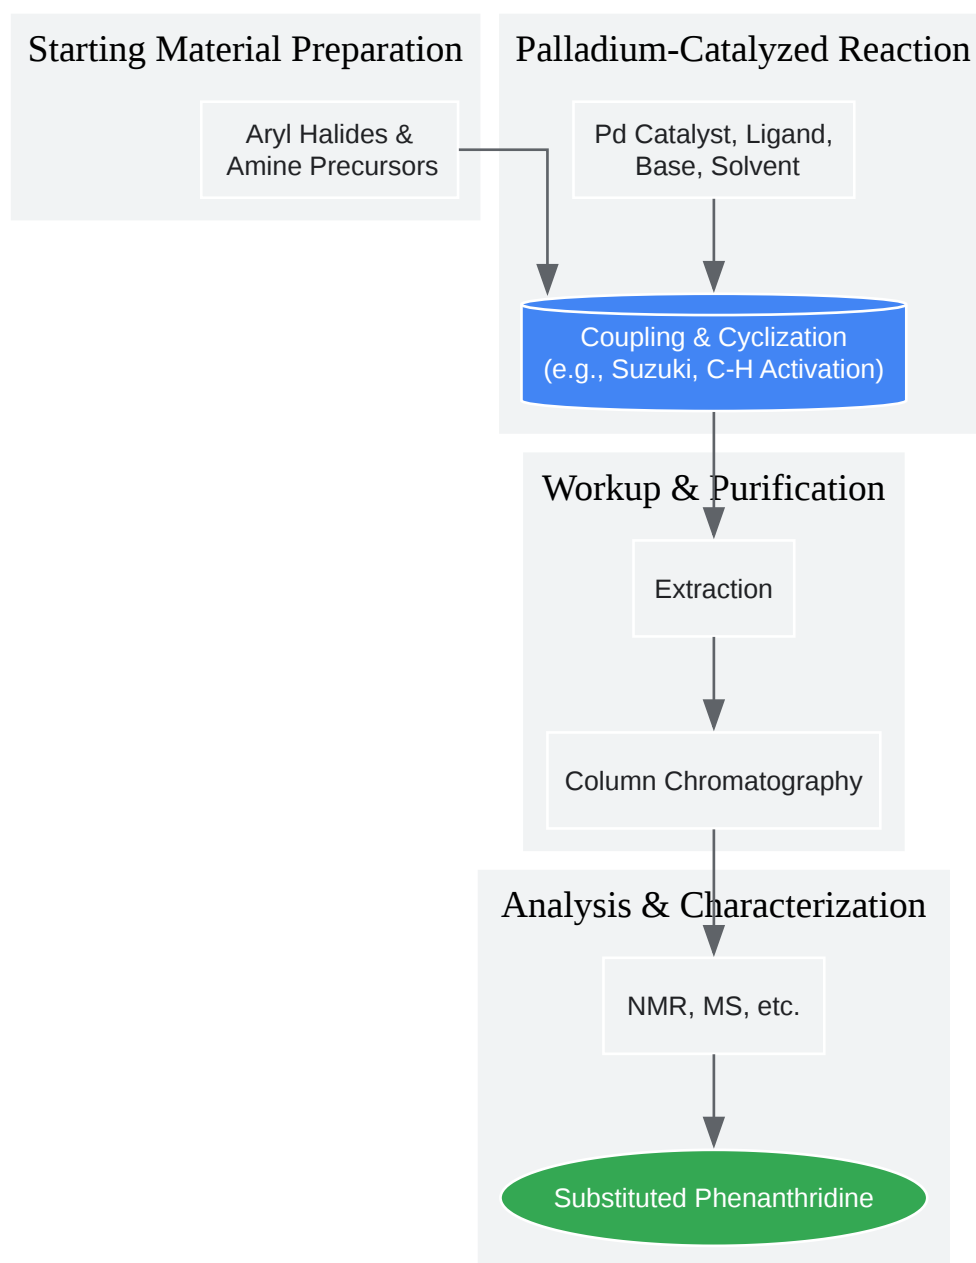 Starting Material Preparation
Aryl Halides &
Amine Precursors
Palladium-Catalyzed Reaction
Pd Catalyst, Ligand,
Base, Solvent
Coupling & Cyclization
(e.g., Suzuki, C-H Activation)
Workup & Purification
Extraction
Column Chromatography
Analysis & Characterization
NMR, MS, etc.
Substituted Phenanthridine